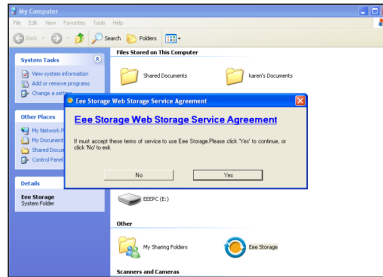 My Computer
File Edit View Favorites Tools Help
Back Search Folders
Files Stored on This Computer
System Tasks
View system information
Add or remove programs
Change a setting
Shared Documents karen's Documents
Eee Storage Web Storage Service Agreement
Other Places
My Network P
My Document
Shared Docum
Control Panel
Eee Storage Web Storage Service Agreement
If must accept these terms of service to use Eee Storage.Please click 'Yes' to continue, or
click 'No' to exit.
No Yes
Details
Eee Storage
System Folder
EEEPC (E:)
Other
My Sharing Folders Eee Storage
Scanners and Cameras